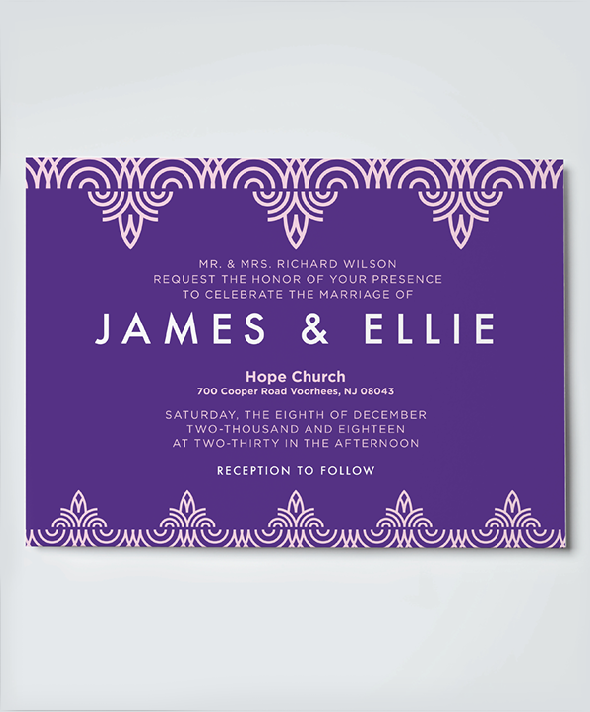 MR. & MRS. RICHARD WILSON
REQUEST THE HONOR OF YOUR PRESENCE
TO CELEBRATE THE MARRIAGE OF
JAMES & ELLIE
Hope Church
700 Cooper Road Voorhees, NJ 08043
SATURDAY, THE EIGHTH OF DECEMBER
TWO-THOUSAND AND EIGHTEEN
AT TWO-THIRTY IN THE AFTERNOON
RECEPTION TO FOLLOW